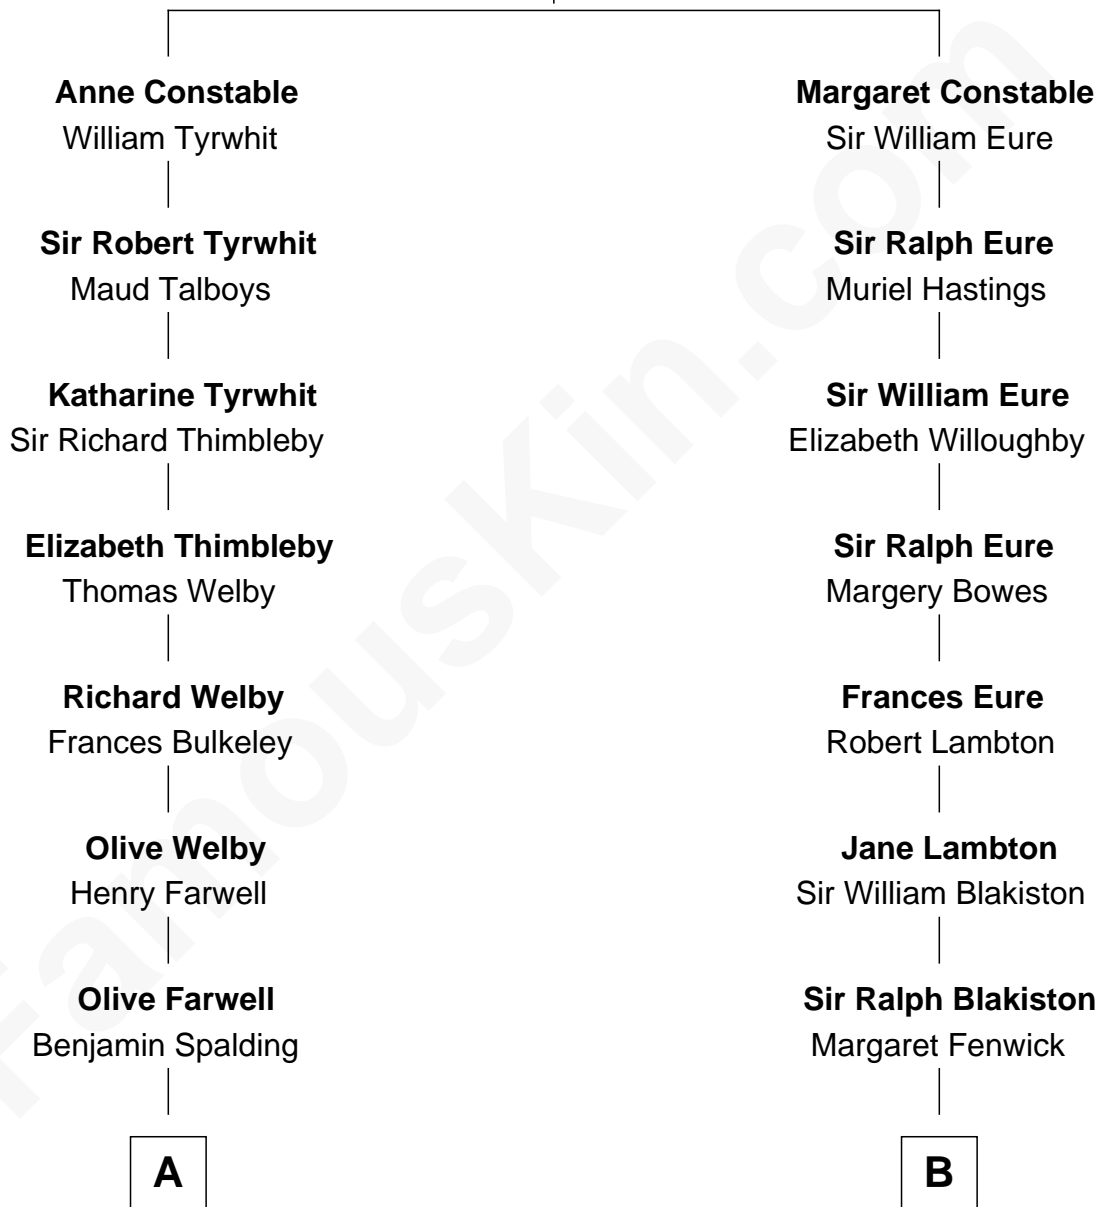 Anne Constable
William Tyrwhit
Sir Robert Tyrwhit
Maud Talboys
Katharine Tyrwhit
Sir Richard Thimbleby
Elizabeth Thimbleby
Thomas Welby
Richard Welby
Frances Bulkeley
Olive Welby
Henry Farwell
Olive Farwell
Benjamin Spalding
A
Margaret Constable
Sir William Eure
Sir Ralph Eure
Muriel Hastings
Sir William Eure
Elizabeth Willoughby
Sir Ralph Eure
Margery Bowes
Frances Eure
Robert Lambton
Jane Lambton
Sir William Blakiston
Sir Ralph Blakiston
Margaret Fenwick
B
FamousKin.com